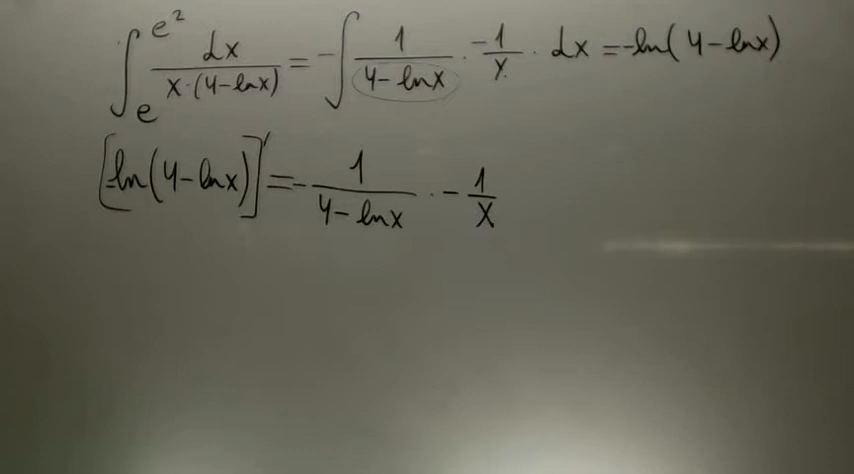 ∫_e^{e^2} dx / (x·(4-lnx)) = -∫ 1/(4-lnx) · -1/x · dx = -ln(4-lnx)
[-ln(4-lnx)]' = - 1/(4-lnx) · - 1/x